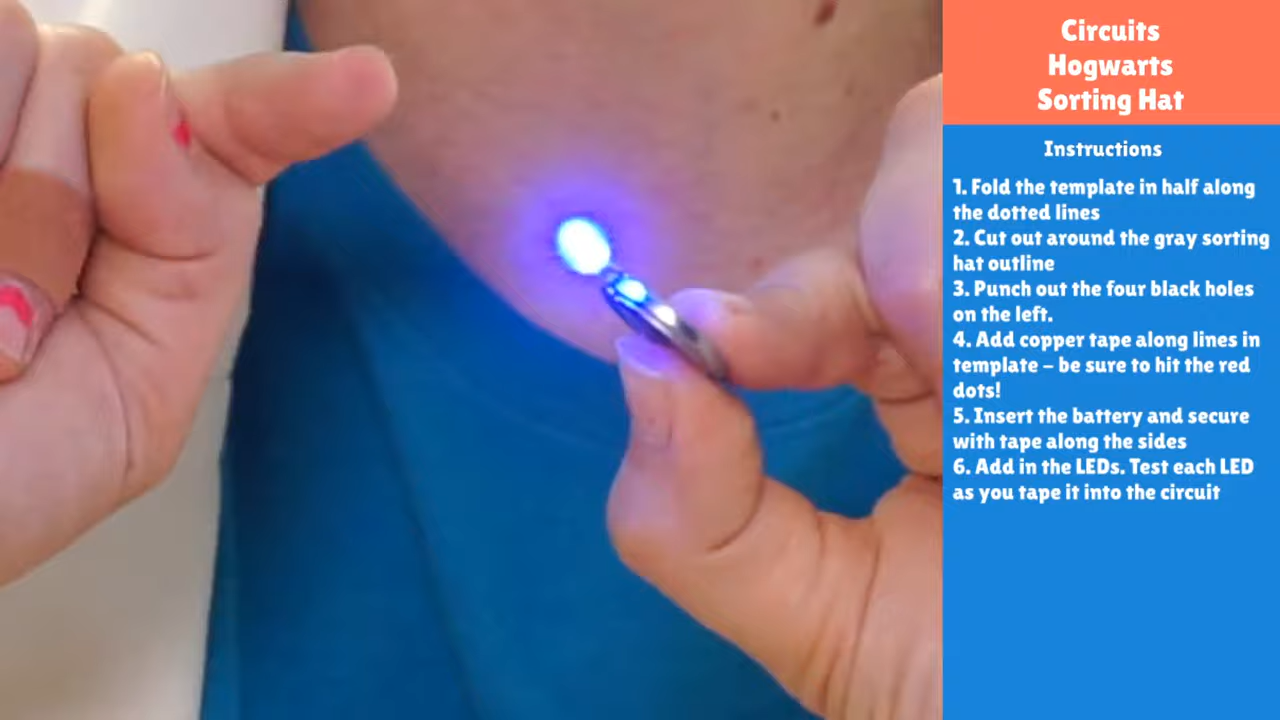 Circuits
Hogwarts
Sorting Hat
Instructions
1. Fold the template in half along
the dotted lines
2. Cut out around the gray sorting
hat outline
3. Punch out the four black holes
on the left.
4. Add copper tape along lines in
template – be sure to hit the red
dots!
5. Insert the battery and secure
with tape along the sides
6. Add in the LEDs. Test each LED
as you tape it into the circuit